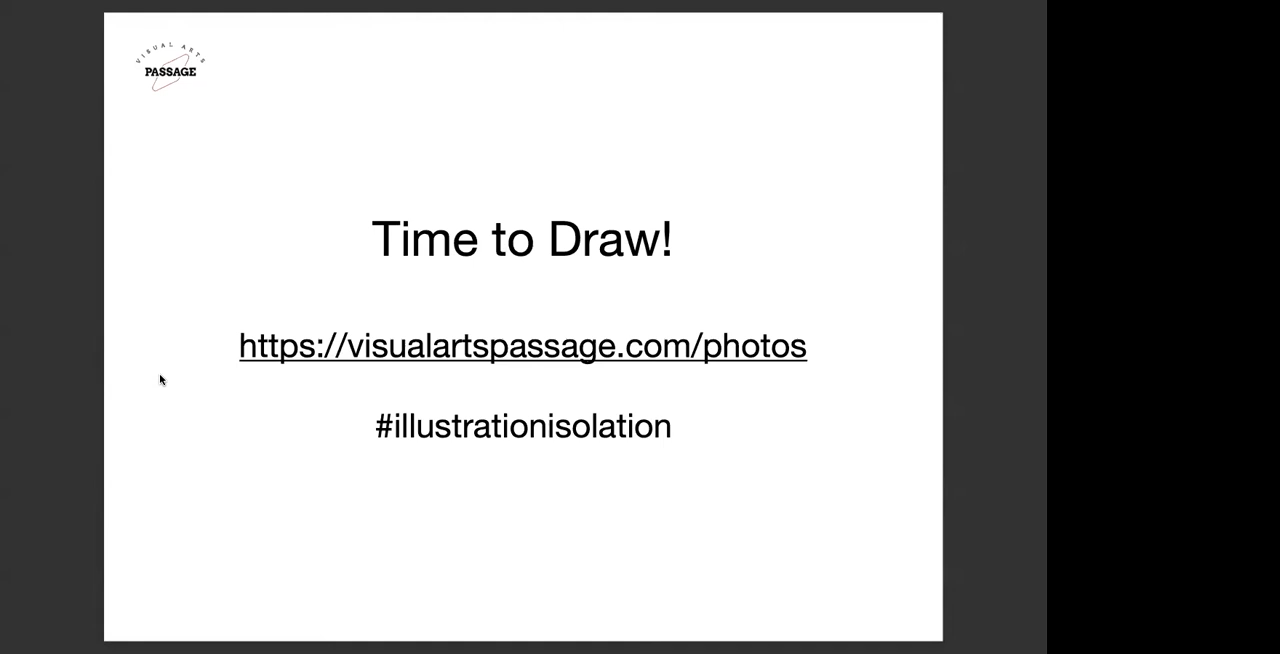 VISUAL ARTS
PASSAGE
Time to Draw!
https://visualartspassage.com/photos
#illustrationisolation